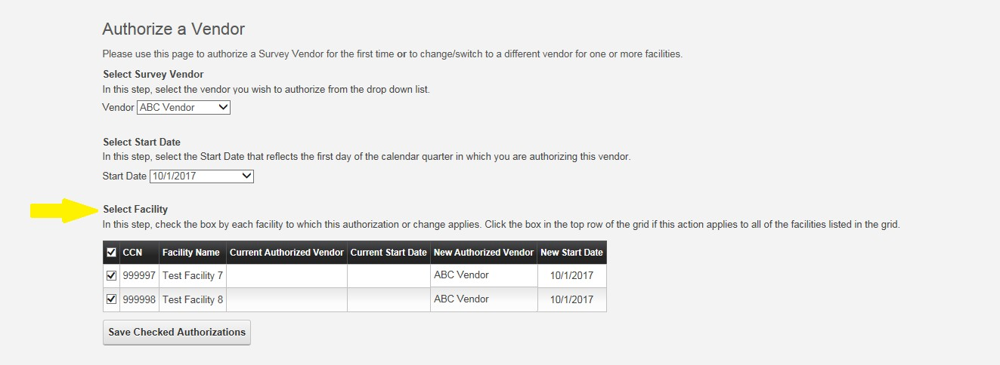 Authorize a Vendor
Please use this page to authorize a Survey Vendor for the first time or to change/switch to a different vendor for one or more facilities.
Select Survey Vendor
In this step, select the vendor you wish to authorize from the drop down list.
Vendor ABC Vendor
Select Start Date
In this step, select the Start Date that reflects the first day of the calendar quarter in which you are authorizing this vendor.
Start Date 10/1/2017
Select Facility
In this step, check the box by each facility to which this authorization or change applies. Click the box in the top row of the grid if this action applies to all of the facilities listed in the grid.
CCN Facility Name Current Authorized Vendor Current Start Date New Authorized Vendor New Start Date
999997 Test Facility 7 ABC Vendor 10/1/2017
999998 Test Facility 8 ABC Vendor 10/1/2017
Save Checked Authorizations